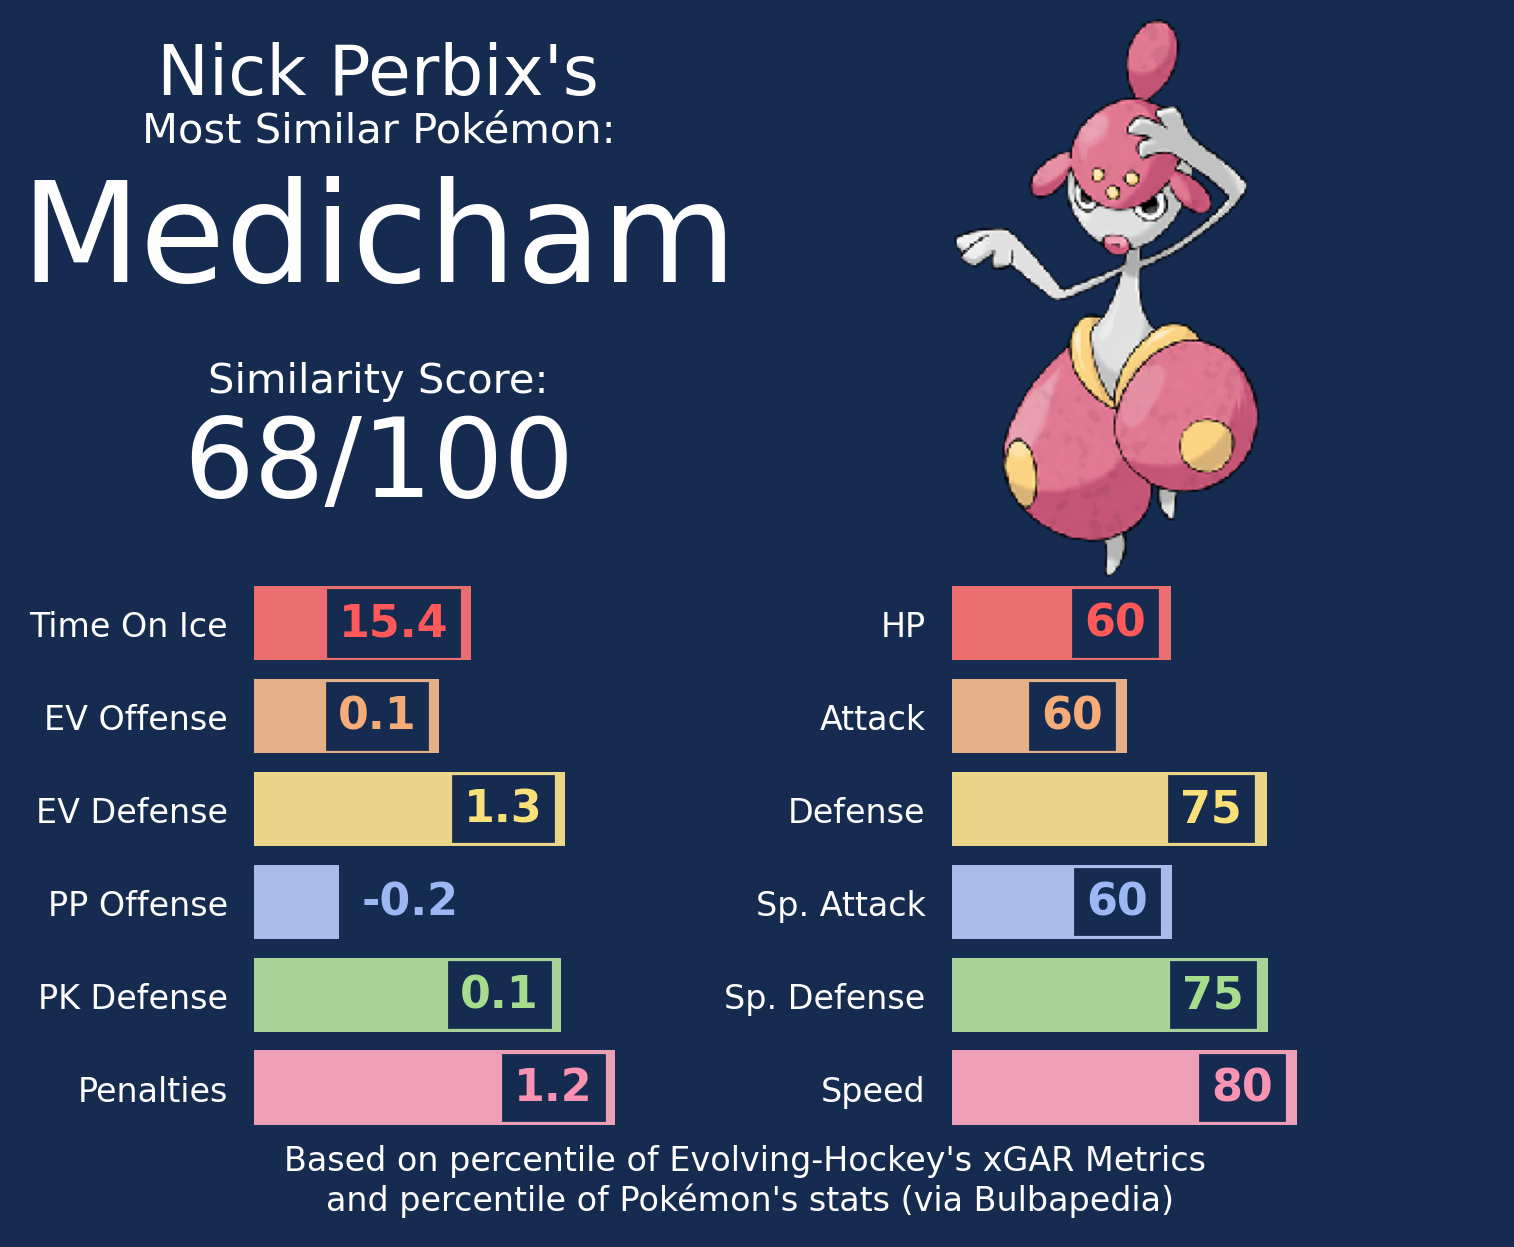 Nick Perbix's
Most Similar Pokémon:
Medicham
Similarity Score:
68/100
Time On Ice 15.4
EV Offense 0.1
EV Defense 1.3
PP Offense -0.2
PK Defense 0.1
Penalties 1.2
HP 60
Attack 60
Defense 75
Sp. Attack 60
Sp. Defense 75
Speed 80
Based on percentile of Evolving-Hockey's xGAR Metrics
and percentile of Pokémon's stats (via Bulbapedia)